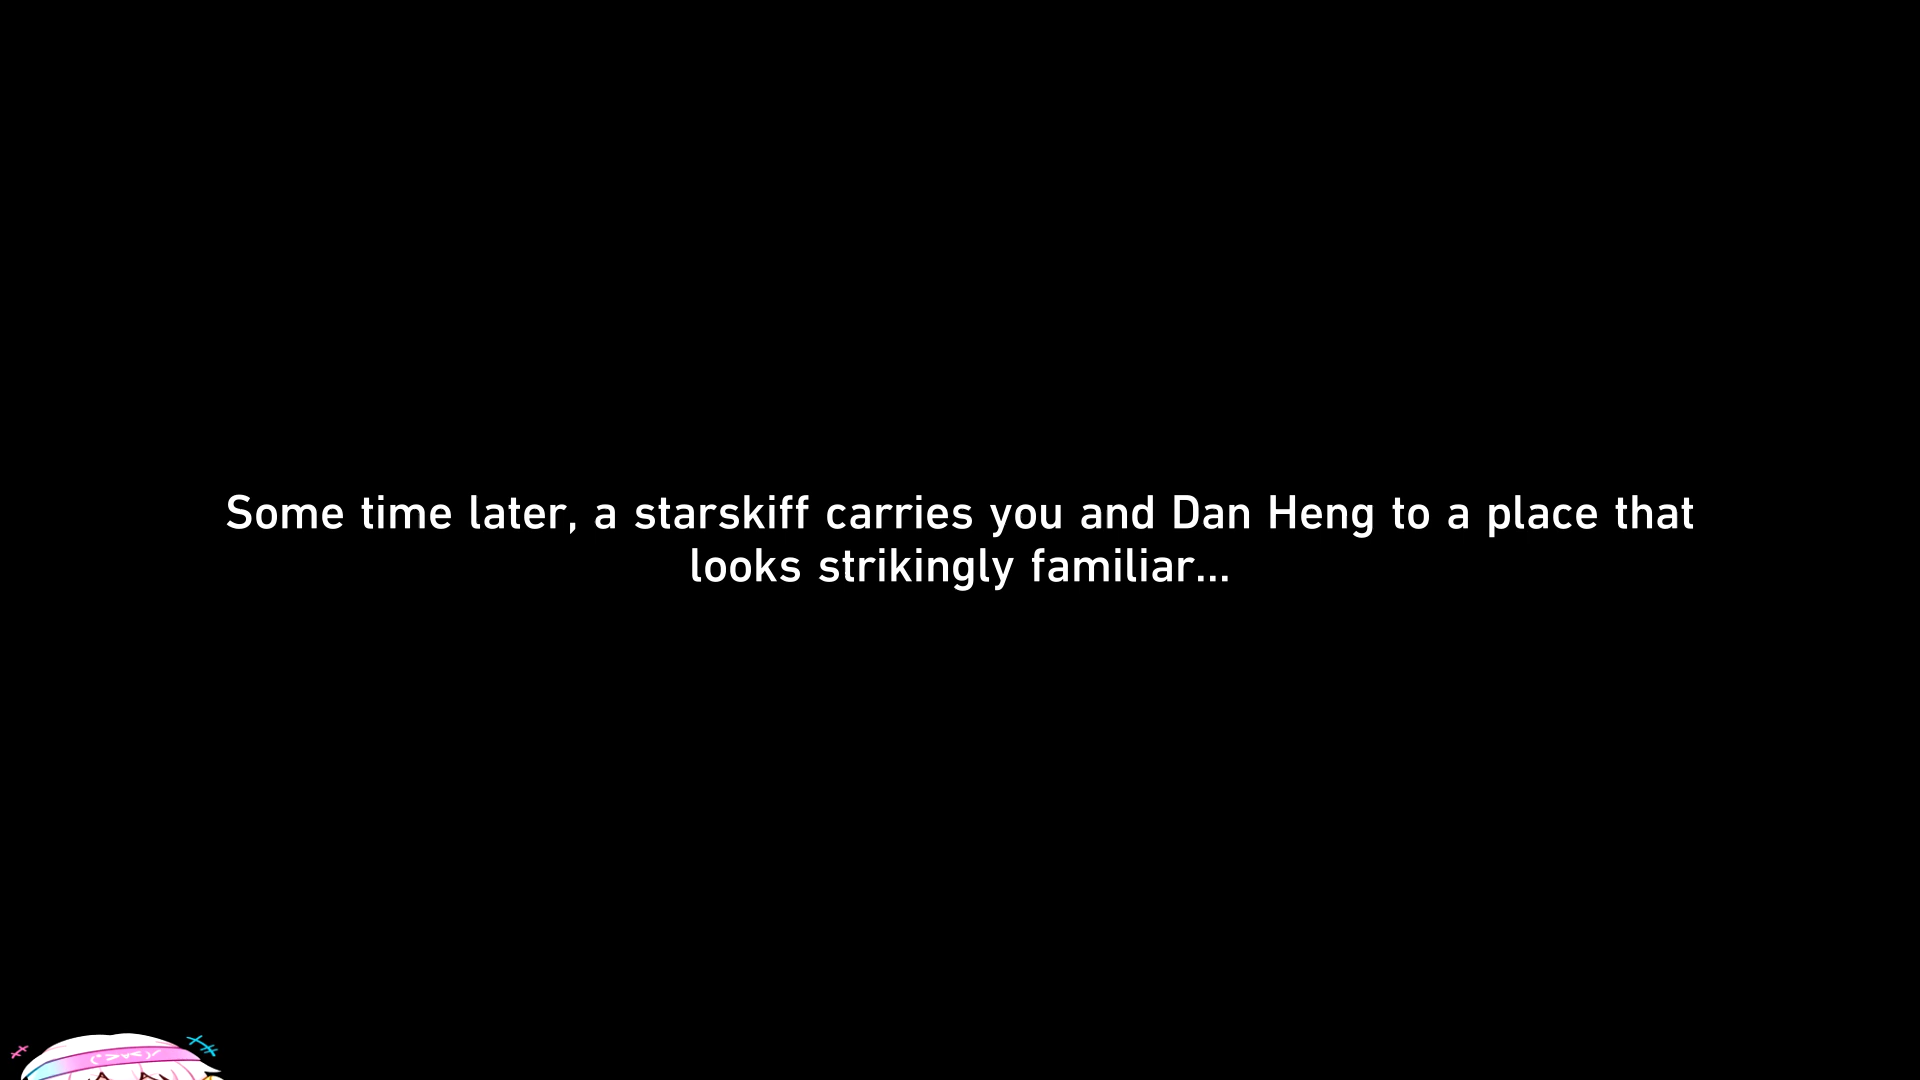 Some time later, a starskiff carries you and Dan Heng to a place that
looks strikingly familiar...